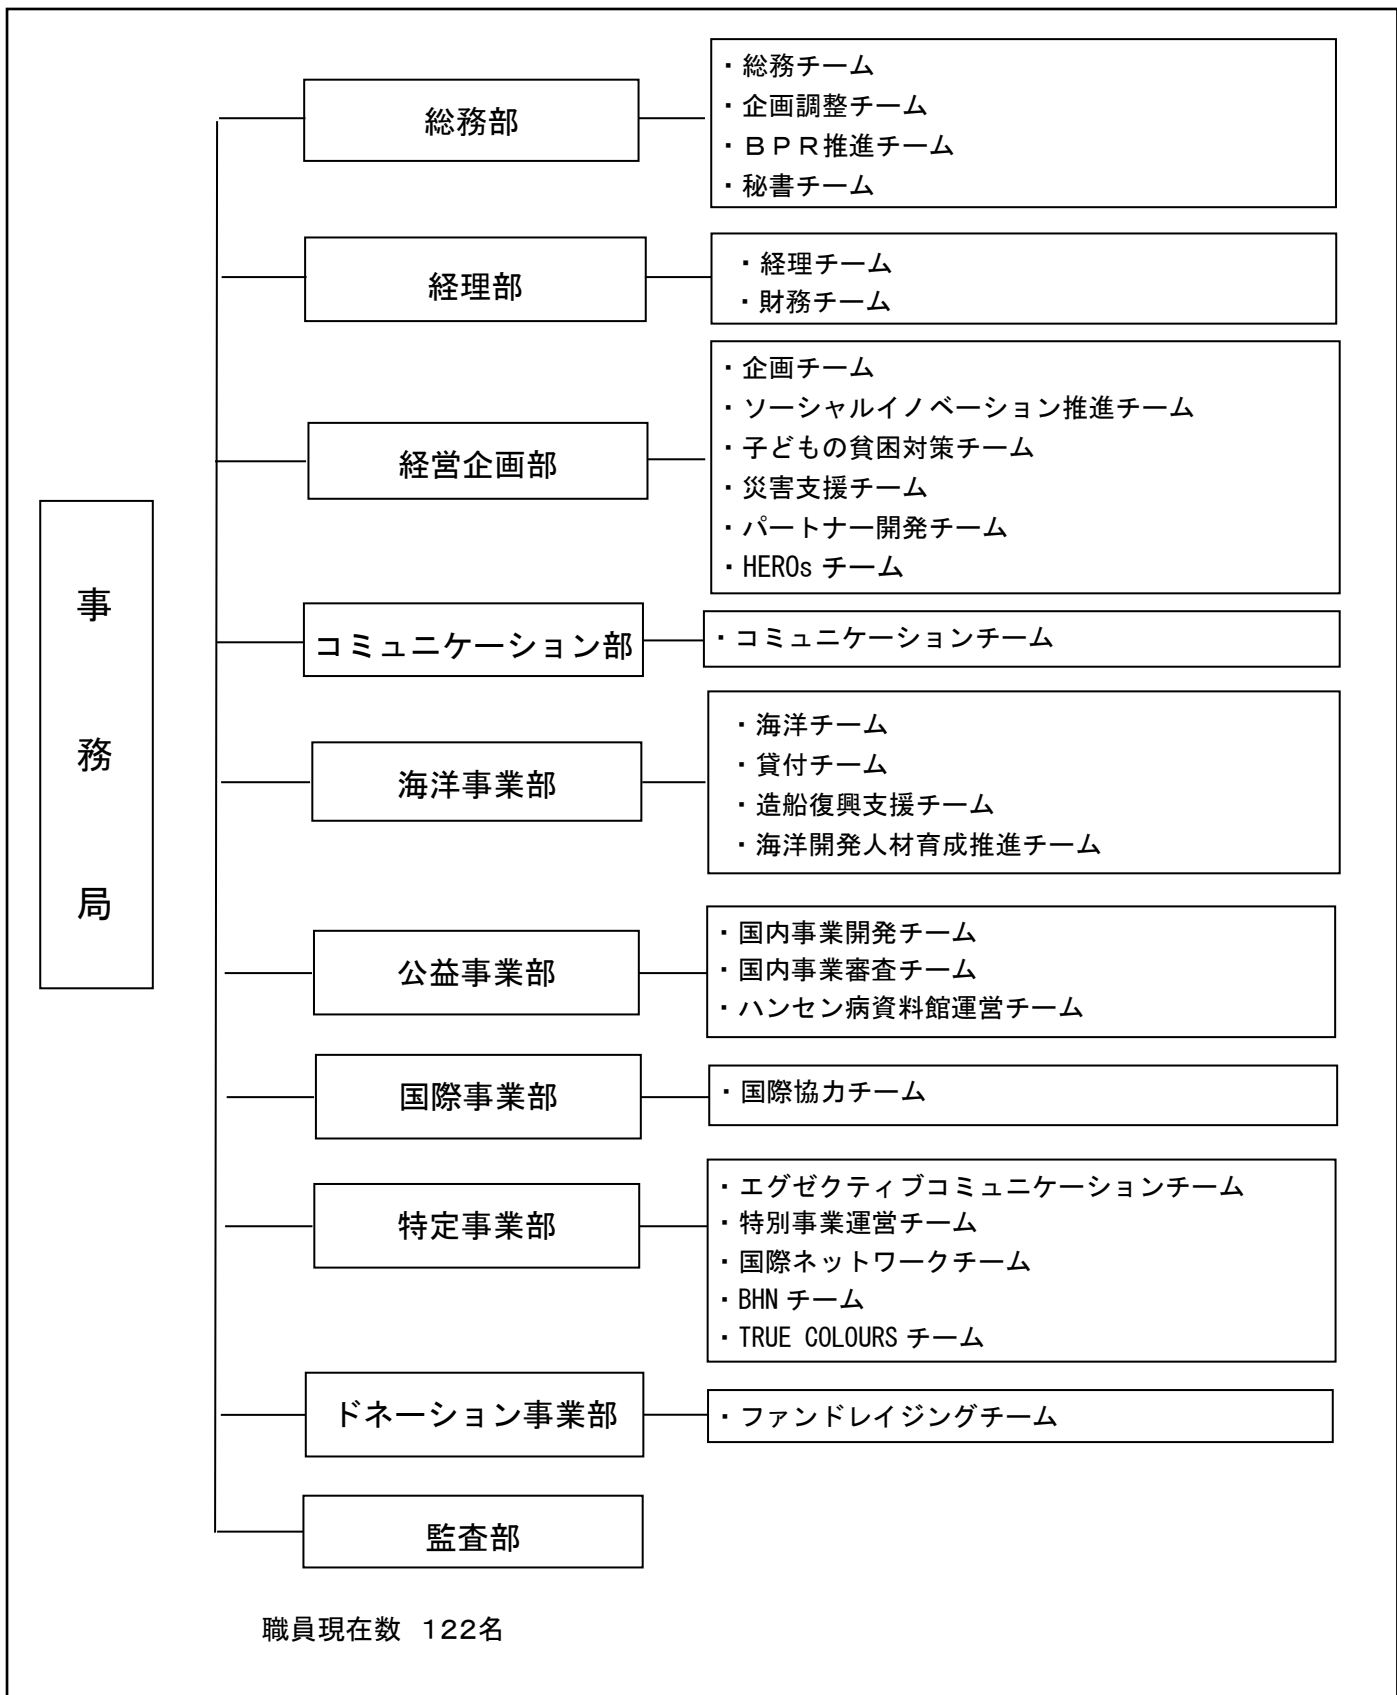 事務局
総務部
・総務チーム
・企画調整チーム
・ＢＰＲ推進チーム
・秘書チーム
経理部
・経理チーム
・財務チーム
経営企画部
・企画チーム
・ソーシャルイノベーション推進チーム
・子どもの貧困対策チーム
・災害支援チーム
・パートナー開発チーム
・HEROs チーム
コミュニケーション部
・コミュニケーションチーム
海洋事業部
・海洋チーム
・貸付チーム
・造船復興支援チーム
・海洋開発人材育成推進チーム
公益事業部
・国内事業開発チーム
・国内事業審査チーム
・ハンセン病資料館運営チーム
国際事業部
・国際協力チーム
特定事業部
・エグゼクティブコミュニケーションチーム
・特別事業運営チーム
・国際ネットワークチーム
・BHN チーム
・TRUE COLOURS チーム
ドネーション事業部
・ファンドレイジングチーム
監査部
職員現在数　１２２名